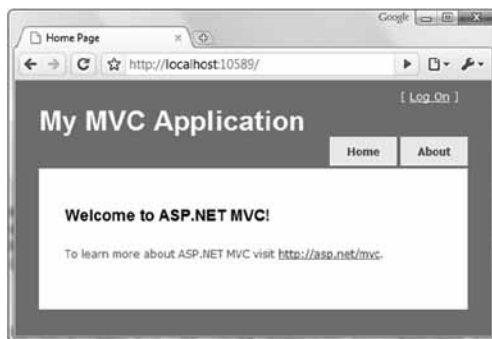 Google
Home Page
http://localhost:10589/
[ Log On ]
My MVC Application
Home
About
Welcome to ASP.NET MVC!
To learn more about ASP.NET MVC visit http://asp.net/mvc.